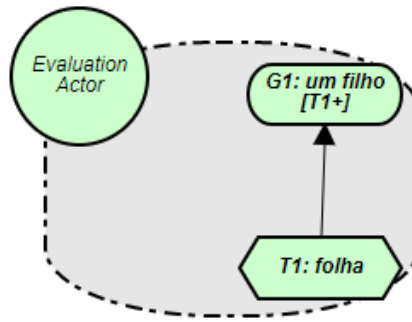 Evaluation
Actor
G1: um filho
[T1+]
T1: folha